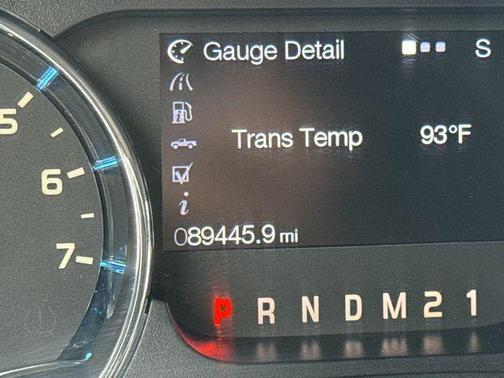 Gauge Detail S
Trans Temp 93°F
089445.9 mi
5
6
7
P R N D M 2 1